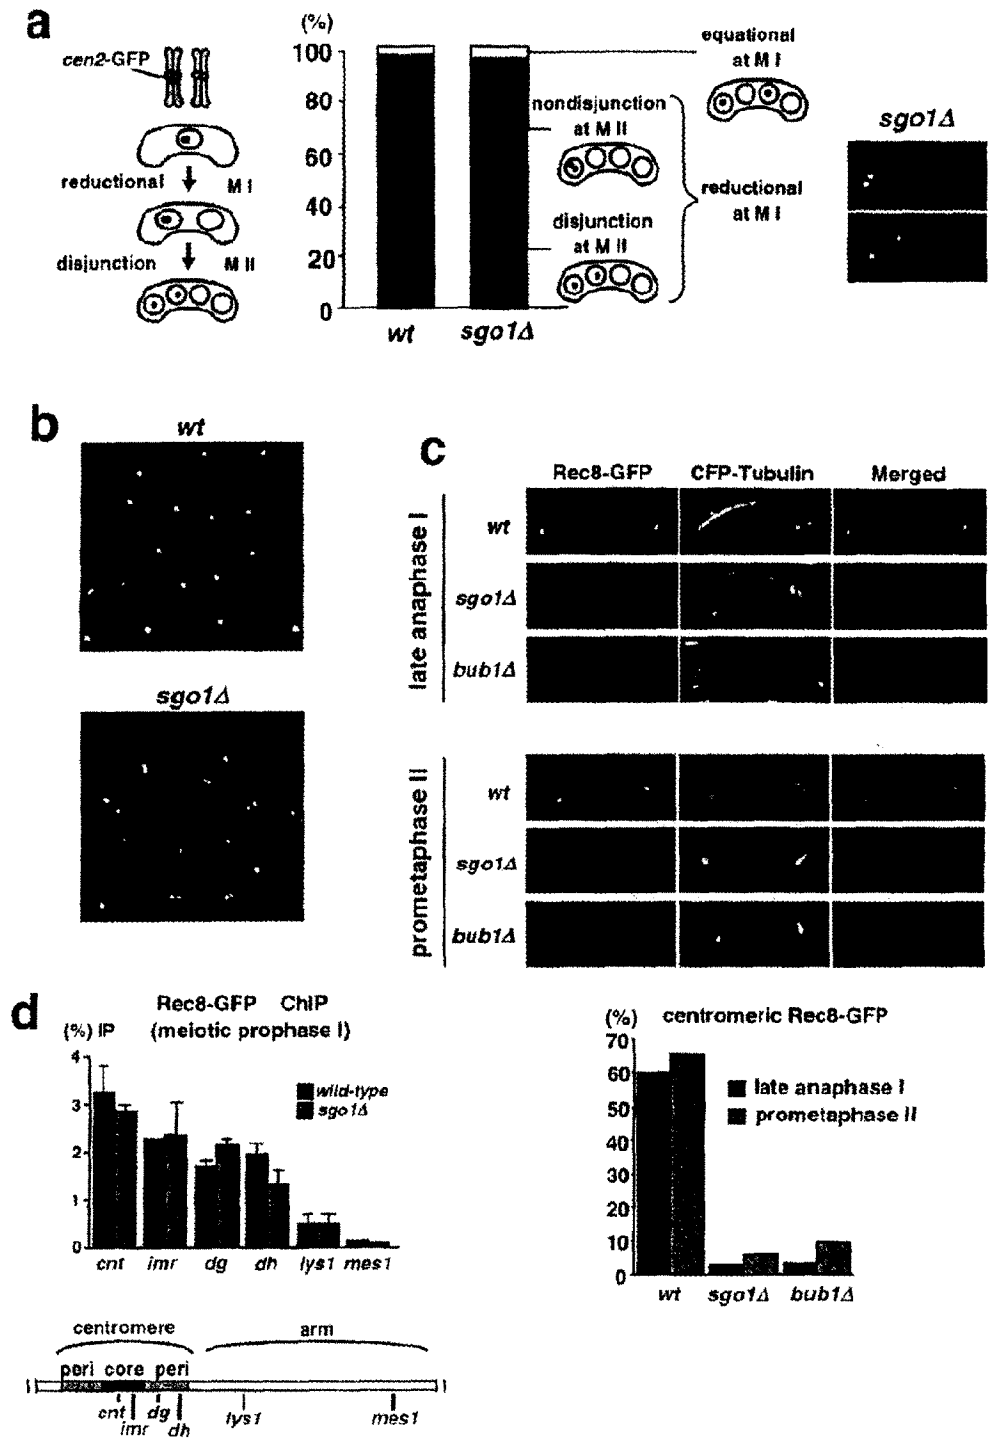 a
cen2-GFP
reductional
M I
disjunction
M II
(%)
100
80
60
40
20
0
wt
sgo1Δ
equational
at M I
nondisjunction
at M II
disjunction
at M II
reductional
at M I
sgo1Δ
b
wt
sgo1Δ
c
Rec8-GFP
CFP-Tubulin
Merged
late anaphase I
wt
sgo1Δ
bub1Δ
prometaphase II
wt
sgo1Δ
bub1Δ
d
Rec8-GFP ChIP
(%) IP (meiotic prophase I)
4
3
2
1
0
wild-type
sgo1Δ
cnt imr dg dh lys1 mes1
centromere
arm
peri core peri
cnt
imr
dg
dh
lys1
mes1
(%) centromeric Rec8-GFP
70
60
50
40
30
20
10
0
late anaphase I
prometaphase II
wt sgo1Δ bub1Δ